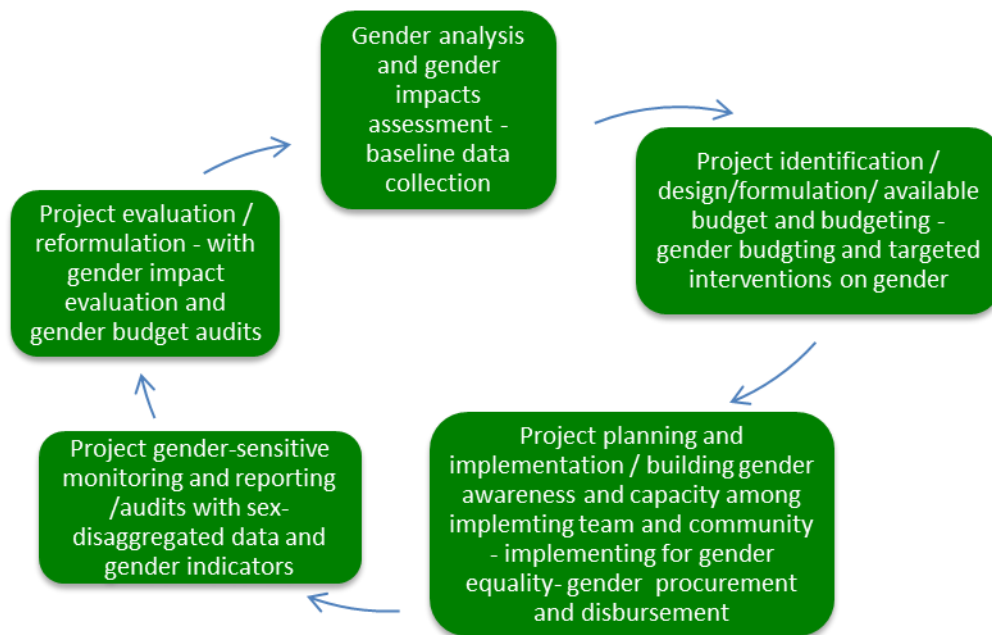 Gender analysis
and gender
impacts
assessment -
baseline data
collection
Project identification /
design/formulation/ available
budget and budgeting -
gender budgting and targeted
interventions on gender
Project planning and
implementation / building gender
awareness and capacity among
implemting team and community
- implementing for gender
equality- gender  procurement
and disbursement
Project gender-sensitive
monitoring and reporting
/audits with sex-
disaggregated data and
gender indicators
Project evaluation /
reformulation - with
gender impact
evaluation and
gender budget audits